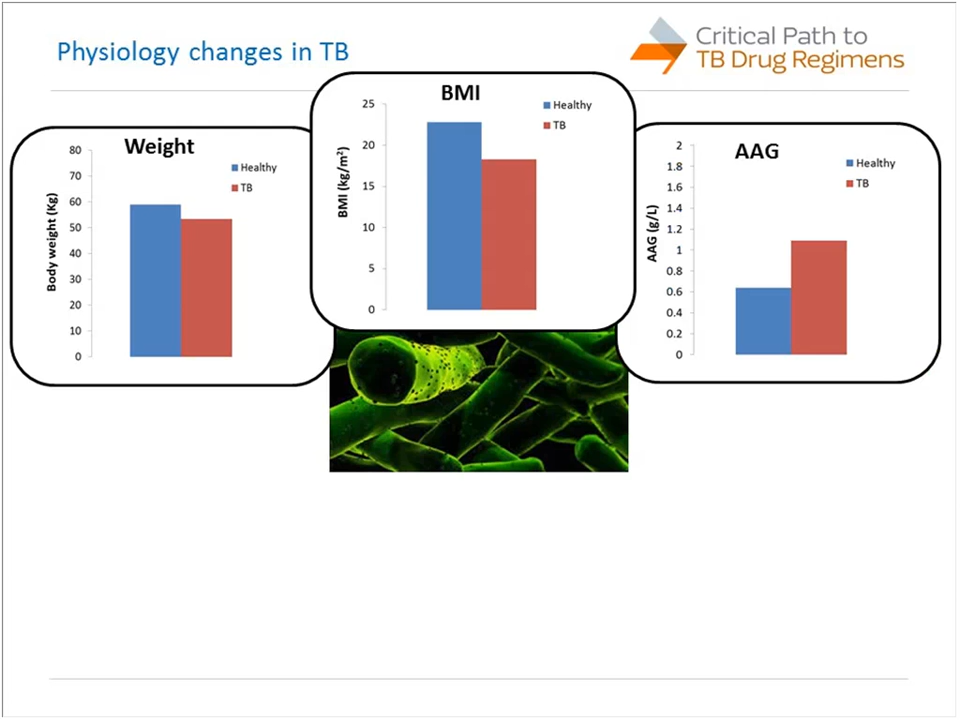 Physiology changes in TB
Critical Path to
TB Drug Regimens
Weight
Body weight (Kg)
80
70
60
50
40
30
20
10
0
Healthy
TB
BMI
BMI (kg/m²)
25
20
15
10
5
0
Healthy
TB
AAG
AAG (g/L)
2
1.8
1.6
1.4
1.2
1
0.8
0.6
0.4
0.2
0
Healthy
TB